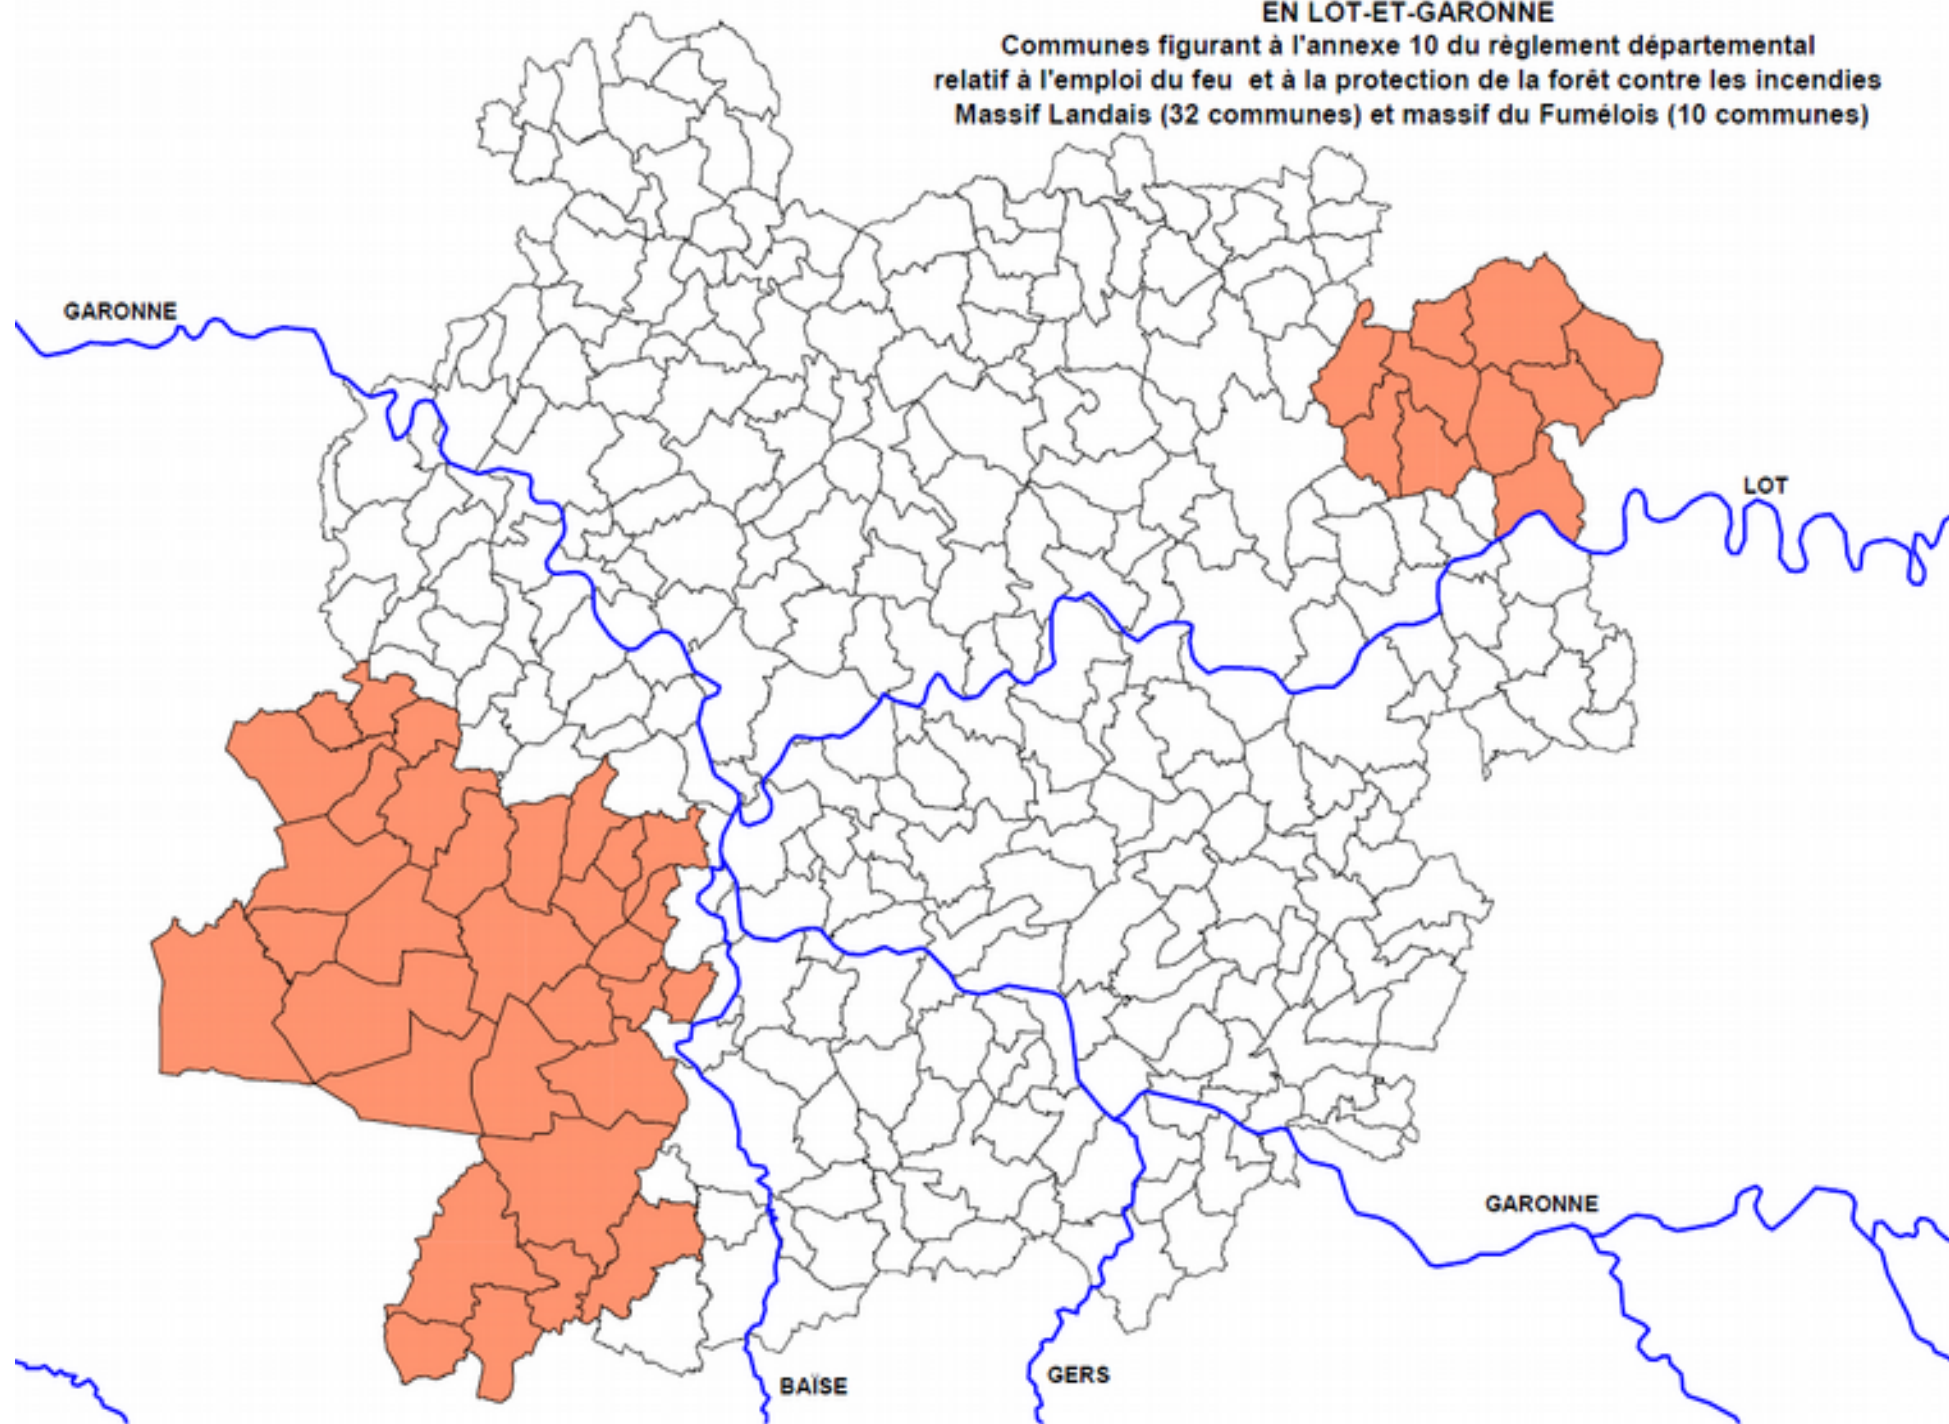 EN LOT-ET-GARONNE
Communes figurant à l'annexe 10 du règlement départemental
relatif à l'emploi du feu et à la protection de la forêt contre les incendies
Massif Landais (32 communes) et massif du Fumélois (10 communes)
GARONNE
LOT
GARONNE
GERS
BAÏSE